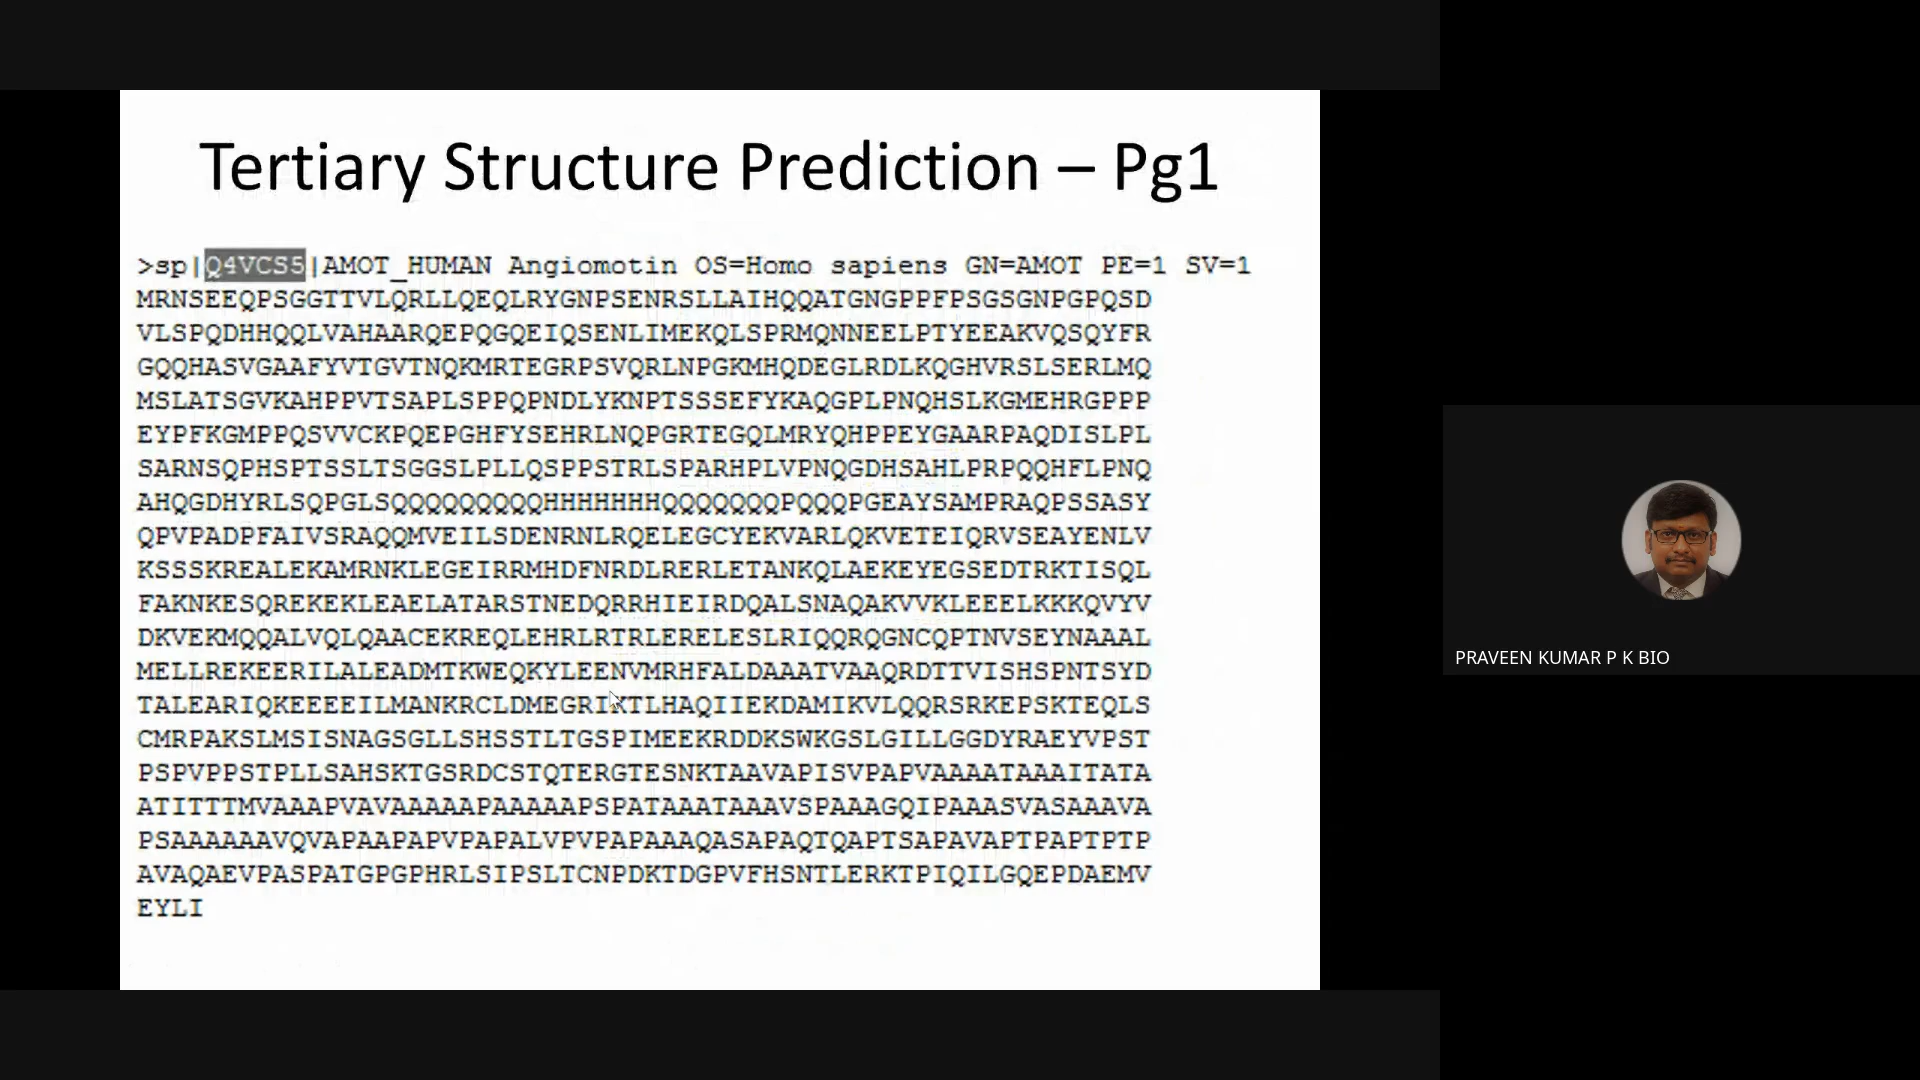 Tertiary Structure Prediction – Pg1
>sp|Q4VCS5|AMOT_HUMAN Angiomotin OS=Homo sapiens GN=AMOT PE=1 SV=1
MRNSEEQPSGGTTVLQRLLQEQLRYGNPSENRSLLAIHQQATGNGPPFPSGSGNPGPQSD
VLSPQDHHQQLVAHAARQEPQGQEIQSENLIMEKQLSPRMQNNEELPTYEEAKVQSQYFR
GQQHASVGAAFYVTGVTNQKMRTEGRPSVQRLNPGKMHQDEGLRDLKQGHVRSLSERLMQ
MSLATSGVKAHPPVTSAPLSPPQPNDLYKNPTSSSEFYKAQGPLPNQHSLKGMEHRGPPP
EYPFKGMPPQSVVCKPQEPGHFYSEHRLNQPGRTEGQLMRYQHPPEYGAARPAQDISLPL
SARNSQPHSPTSSLTSGGSLPLLQSPPSTRLSPARHPLVPNQGDHSAHLPRPQQHFLPNQ
AHQGDHYRLSQPGLSQQQQQQQQQHHHHHHHQQQQQQQPQQQPGEAYSAMPRAQPSSASY
QPVPADPFAIVSRAQQMVEILSDENRNLRQELEGCYEKVARLQKVETEIQRVSEAYENLV
KSSSKREALEKAMRNKLEGEIRRMHDFNRDLRERLETANKQLAEKEYEGSEDTRKTISQL
FAKNKESQREKEKLEAELATARSTNEDQRRHIEIRDQALSNAQAKVVKLEEELKKKQVYV
DKVEKMQQALVQLQAACEKREQLEHRLRTRLERELESLRIQQRQGNCQPTNVSEYNAAAL
MELLREKEERILALEADMTKWEQKYLEENVMRHFALDAAATVAAQRDTTVISHSPNTSYD
TALEARIQKEEEEILMANKRCLDMEGRIKTLHAQIIEKDAMIKVLQQRSRKEPSKTEQLS
CMRPAKSLMSISNAGSGLLSHSSTLTGSPIMEEKRDDKSWKGSLGILLGGDYRAEYVPST
PSPVPPSTPLLSAHSKTGSRDCSTQTERGTESNKTAAVAPISVPAPVAAAATAAAITATA
ATITTTMVAAAPVAVAAAAAPAAAAAPSPATAAATAAAVSPAAAGQIPAAASVASAAAVA
PSAAAAAAVQVAPAAPAPVPAPALVPVPAPAAAQASAPAQTQAPTSAPAVAPTPAPTPTP
AVAQAEVPASPATGPGPHRLSIPSLTCNPDKTDGPVFHSNTLERKTPIQILGQEPDAEMV
EYLI
PRAVEEN KUMAR P K BIO